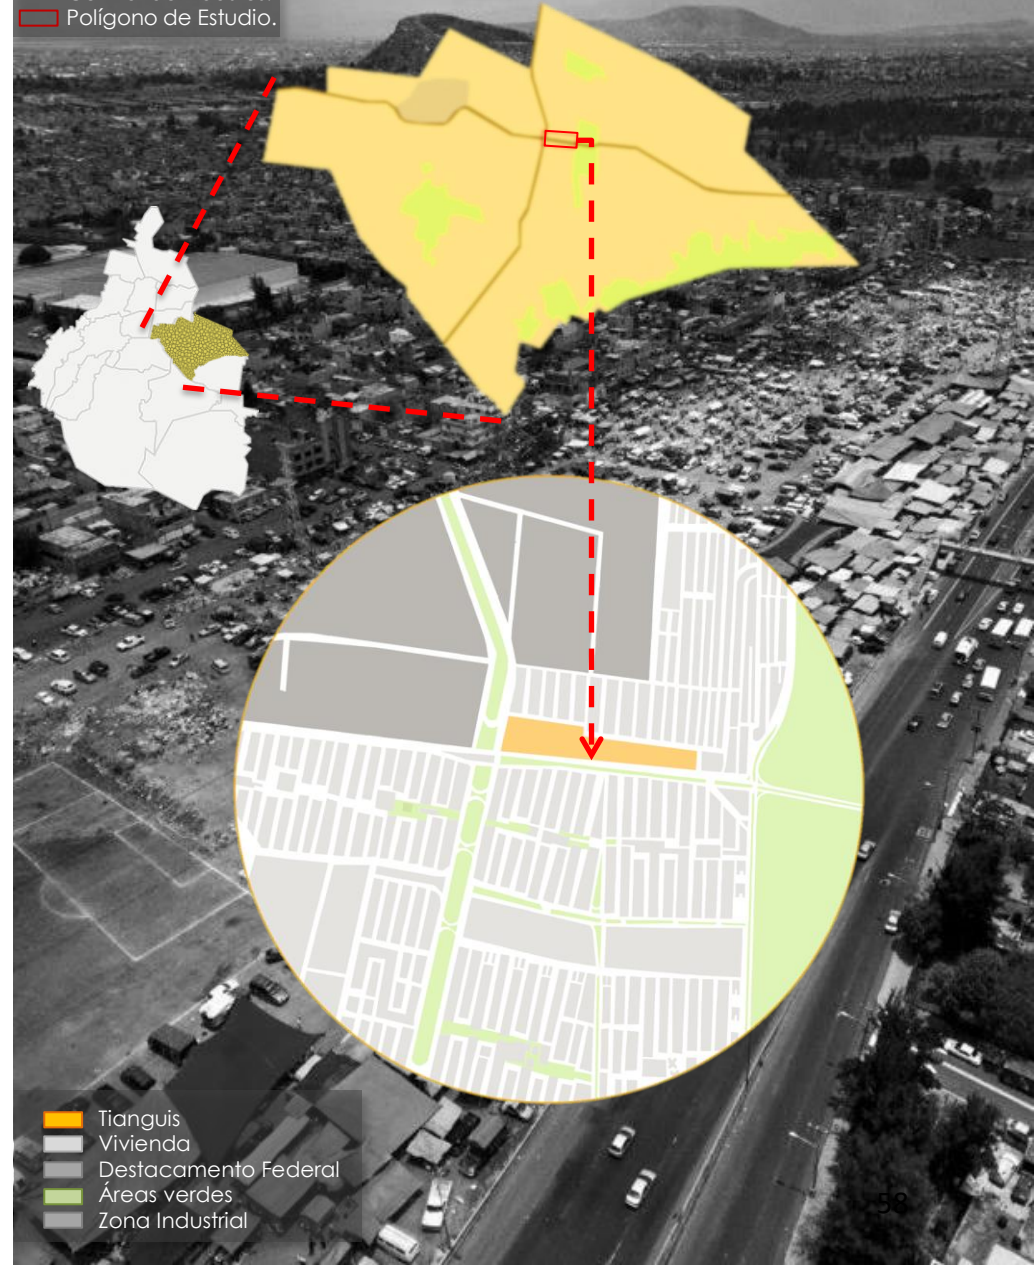 Polígono de Estudio.
Tianguis
Vivienda
Destacamento Federal
Áreas verdes
Zona Industrial
58